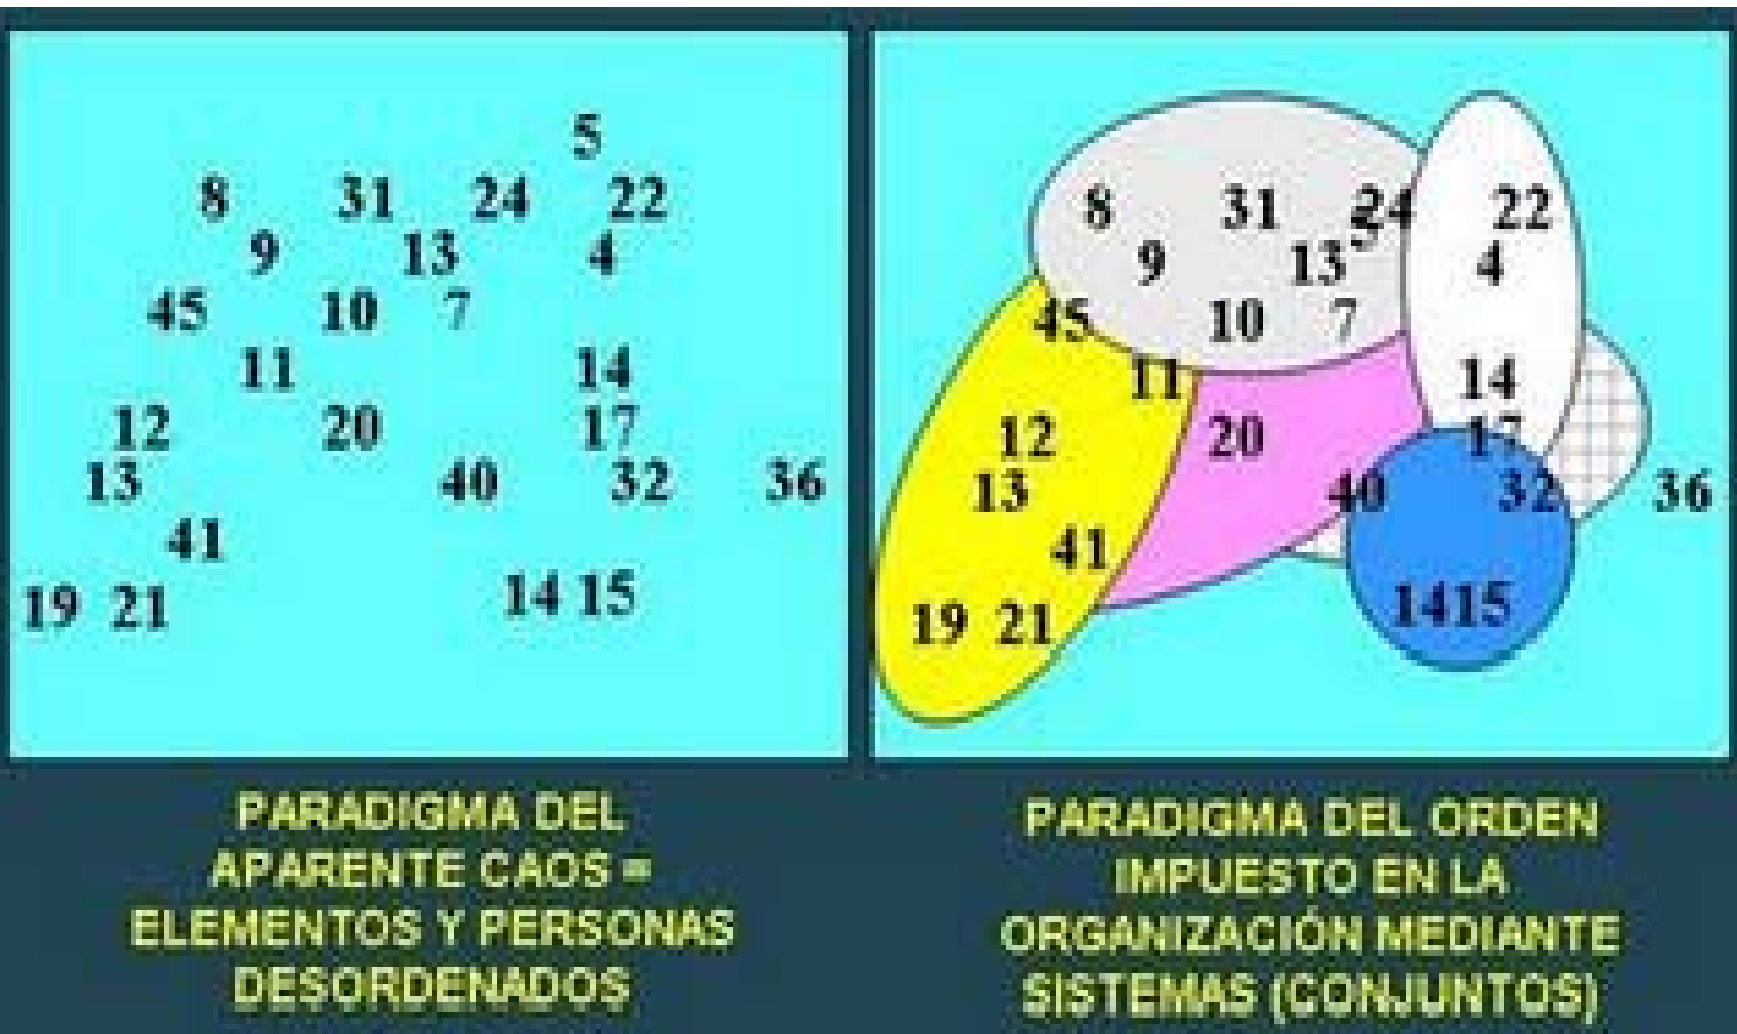 5
8 31 24 22
9 13 4
45 10 7
11 14
12 20 17
13 40 32 36
41
19 21 14 15
PARADIGMA DEL
APARENTE CAOS =
ELEMENTOS Y PERSONAS
DESORDENADOS
8 31 24 22
5
9 13 4
45 10 7
11 14
12 20 17
13 40 32 36
41
19 21 1415
PARADIGMA DEL ORDEN
IMPUESTO EN LA
ORGANIZACIÓN MEDIANTE
SISTEMAS (CONJUNTOS)